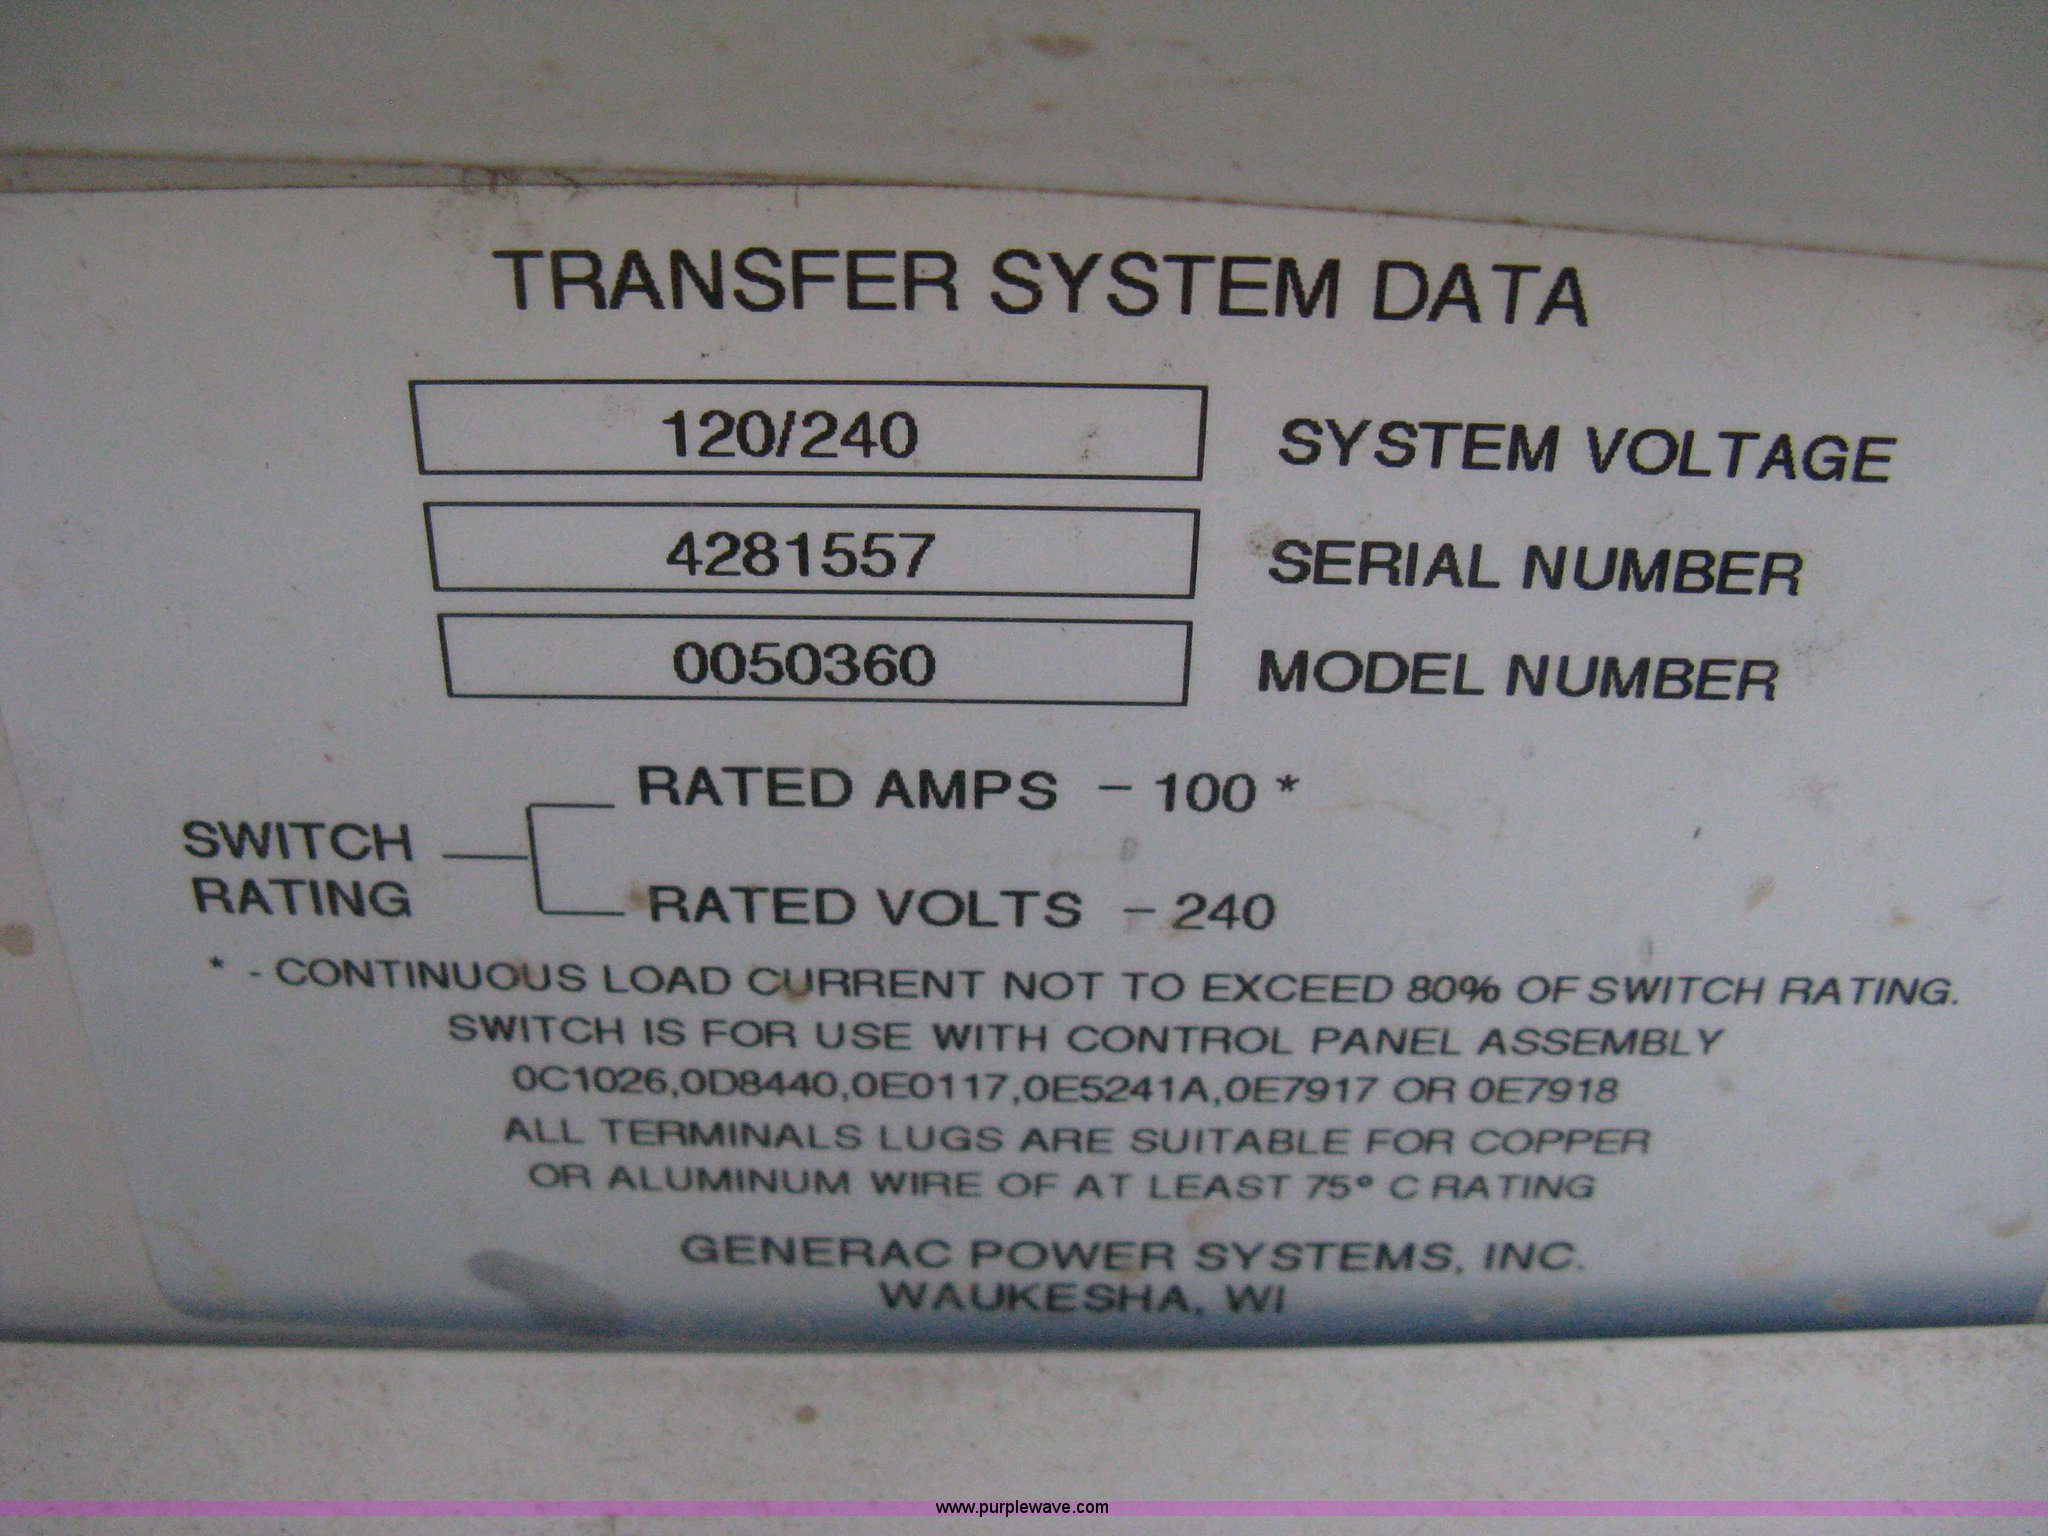 TRANSFER SYSTEM DATA
120/240 SYSTEM VOLTAGE
4281557 SERIAL NUMBER
0050360 MODEL NUMBER
SWITCH RATING
RATED AMPS - 100 *
RATED VOLTS - 240
* - CONTINUOUS LOAD CURRENT NOT TO EXCEED 80% OF SWITCH RATING.
SWITCH IS FOR USE WITH CONTROL PANEL ASSEMBLY
0C1026,0D8440,0E0117,0E5241A,0E7917 OR 0E7918
ALL TERMINALS LUGS ARE SUITABLE FOR COPPER
OR ALUMINUM WIRE OF AT LEAST 75° C RATING
GENERAC POWER SYSTEMS, INC.
WAUKESHA, WI
www.purplewave.com